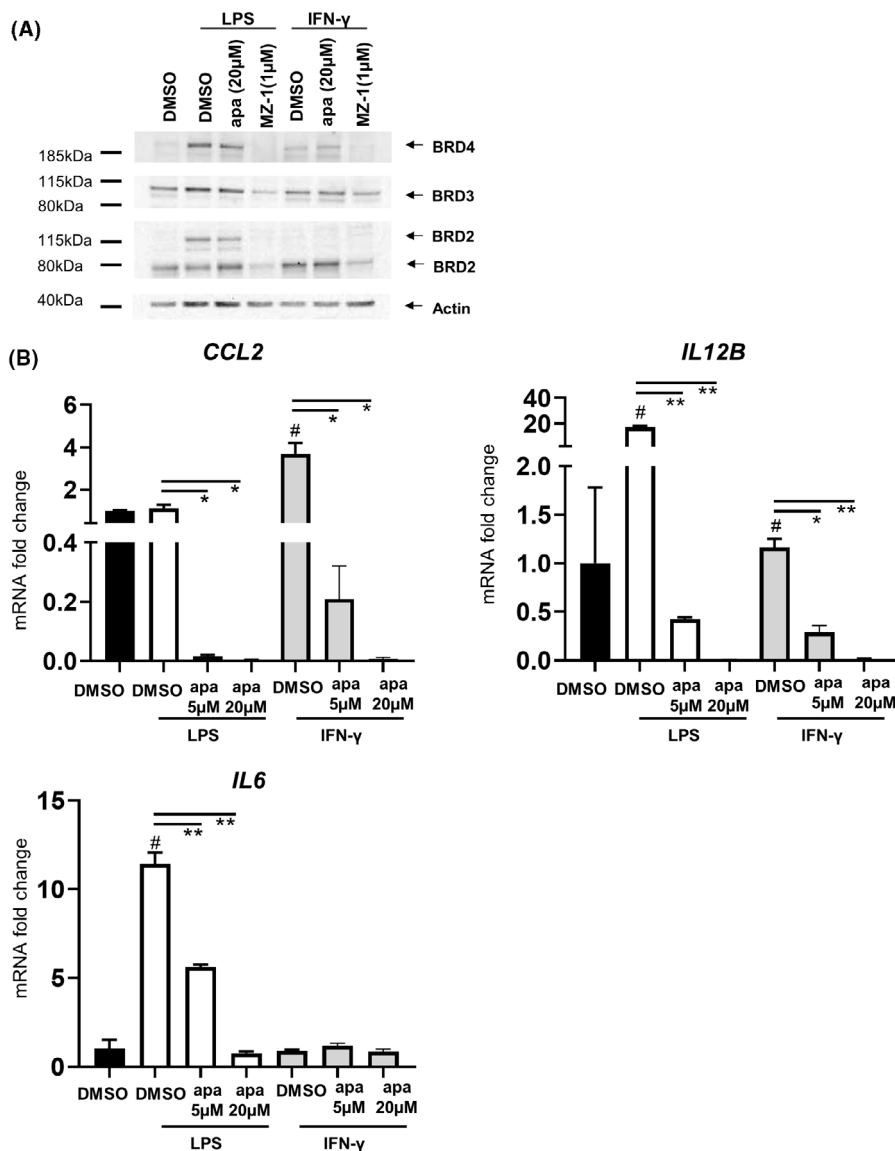 (A)
LPS
IFN-γ
DMSO
DMSO
apa (20μM)
MZ-1(1μM)
DMSO
apa (20μM)
MZ-1(1μM)
185kDa
BRD4
115kDa
80kDa
BRD3
115kDa
BRD2
80kDa
BRD2
40kDa
Actin
(B)
CCL2
mRNA fold change
6
4
2
0.4
0.2
0.0
#
*
*
*
*
DMSO
DMSO
apa
5μM
apa
20μM
DMSO
apa
5μM
apa
20μM
LPS
IFN-γ
IL12B
mRNA fold change
40
20
2.0
1.5
1.0
0.5
0.0
#
**
**
#
*
**
DMSO
DMSO
apa
5μM
apa
20μM
DMSO
apa
5μM
apa
20μM
LPS
IFN-γ
IL6
mRNA fold change
15
10
5
0
#
**
**
DMSO
DMSO
apa
5μM
apa
20μM
DMSO
apa
5μM
apa
20μM
LPS
IFN-γ